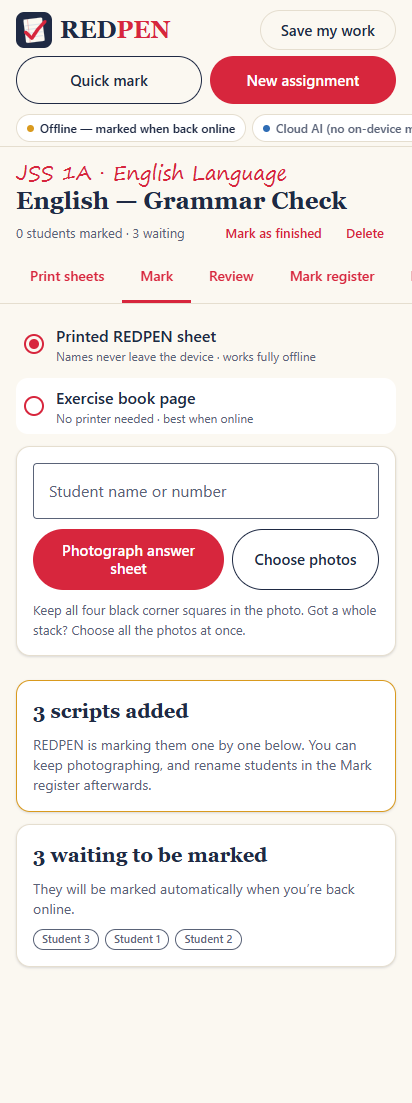 REDPEN
Save my work
Quick mark
New assignment
Offline — marked when back online
Cloud AI (no on-device
JSS 1A · English Language
English — Grammar Check
0 students marked · 3 waiting
Mark as finished
Delete
Print sheets
Mark
Review
Mark register
Printed REDPEN sheet
Names never leave the device · works fully offline
Exercise book page
No printer needed · best when online
Student name or number
Photograph answer
sheet
Choose photos
Keep all four black corner squares in the photo. Got a whole
stack? Choose all the photos at once.
3 scripts added
REDPEN is marking them one by one below. You can
keep photographing, and rename students in the Mark
register afterwards.
3 waiting to be marked
They will be marked automatically when you're back
online.
Student 3
Student 1
Student 2